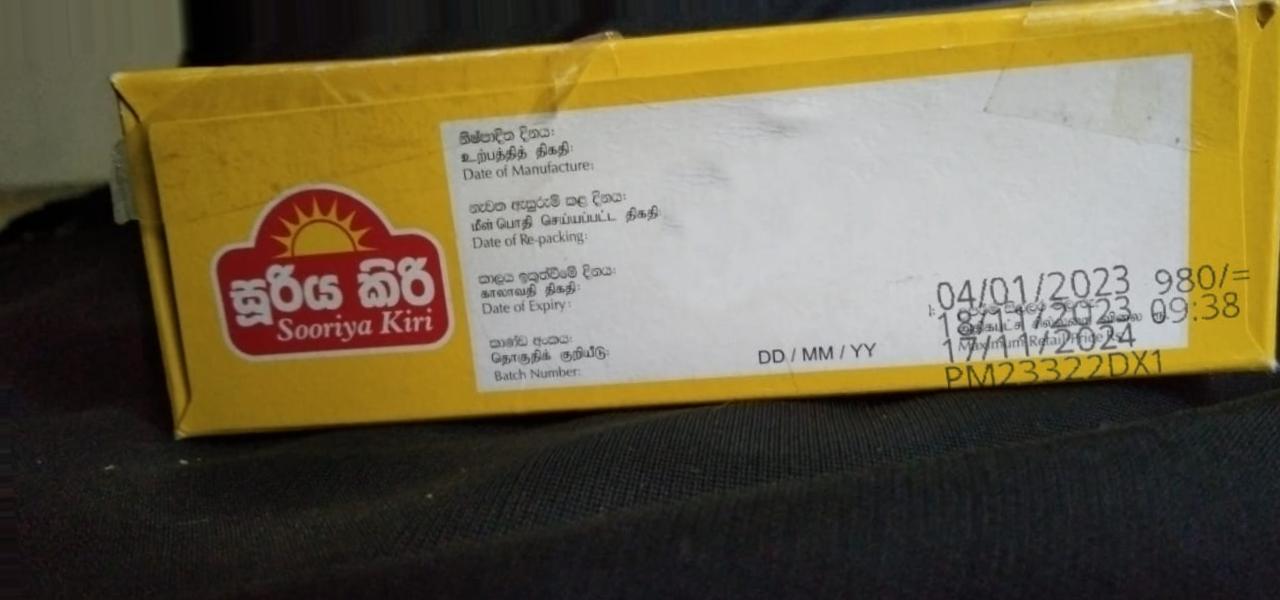 සූරිය කිරි
Sooriya Kiri
නිෂ්පාදිත දිනය:
உற்பத்தித் திகதி:
Date of Manufacture:
නැවත ඇසුරුම් කළ දිනය:
மீள் பொதி செய்யப்பட்ட திகதி:
Date of Re-packing:
කාලය ඉකුත්වීමේ දිනය:
காலாவதி திகதி:
Date of Expiry:
කාණ්ඩ අංකය:
தொகுதிக் குறியீடு:
Batch Number:
DD / MM / YY
04/01/2023 980/=
18/11/2023 09:38
17/11/2024
Maximum Retail Price Rs
PM23322DX1